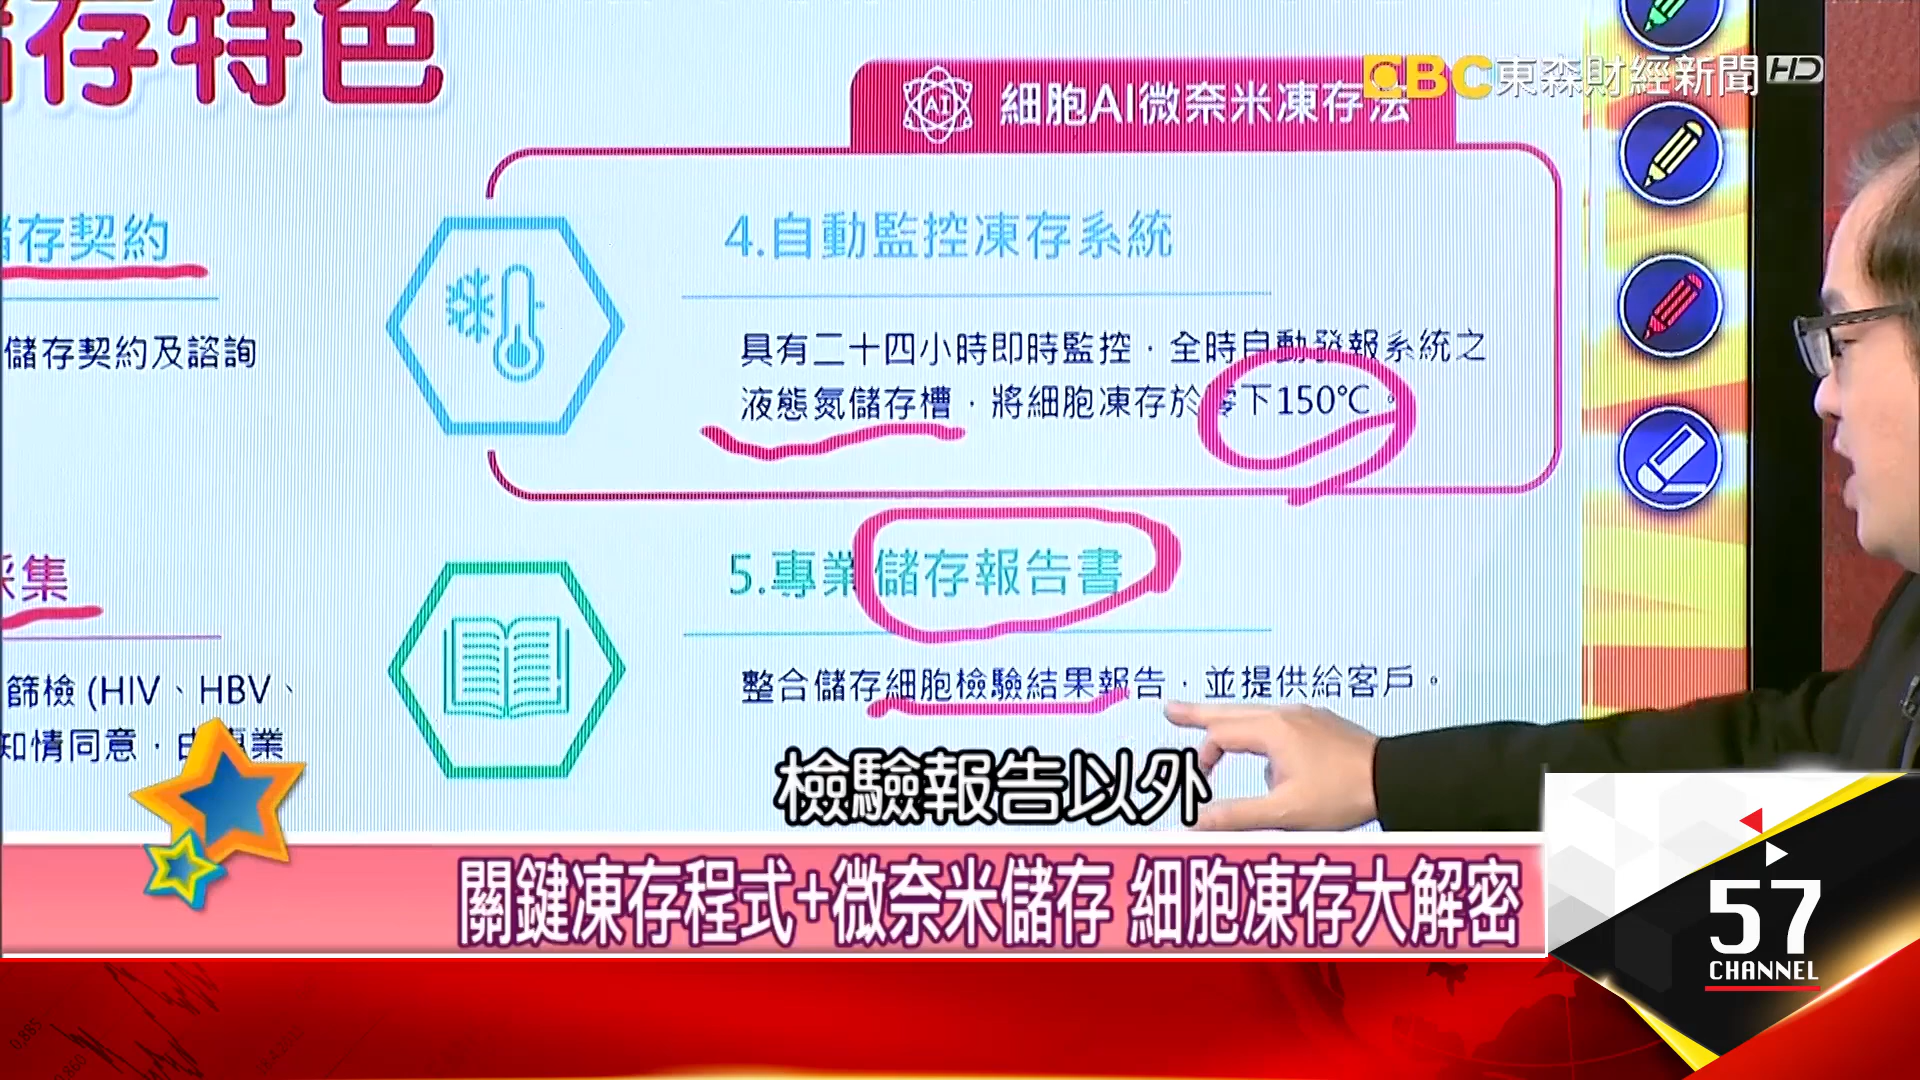 存特色
EBC東森財經新聞HD
AI
細胞AI微奈米凍存法
儲存契約
儲存契約及諮詢
4.自動監控凍存系統
具有二十四小時即時監控，全時自動發報系統之
液態氮儲存槽，將細胞凍存於零下150°C。
採集
篩檢 (HIV、HBV、
知情同意，由專業
5.專業儲存報告書
整合儲存細胞檢驗結果報告，並提供給客戶。
檢驗報告以外
關鍵凍存程式+微奈米儲存 細胞凍存大解密
57
CHANNEL
0,885
0,860